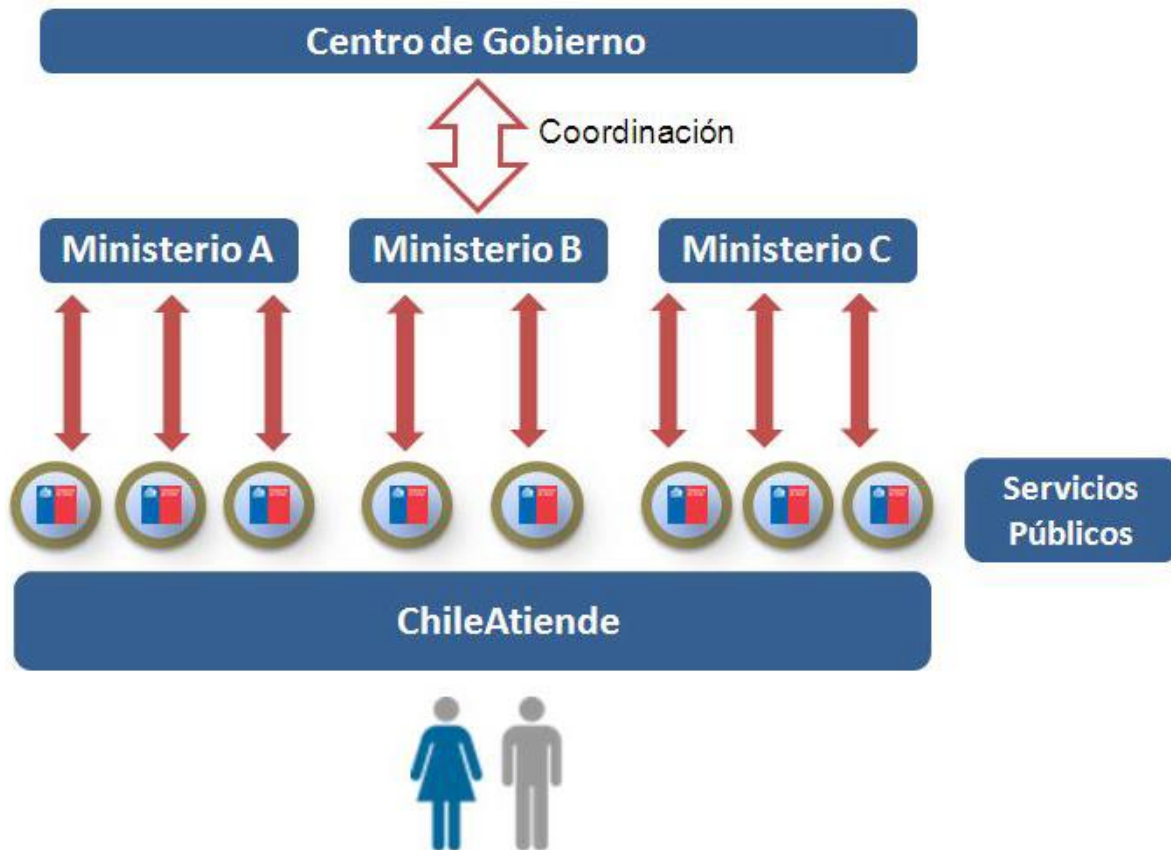 Centro de Gobierno
Coordinación
Ministerio A
Ministerio B
Ministerio C
Servicios
Públicos
ChileAtiende